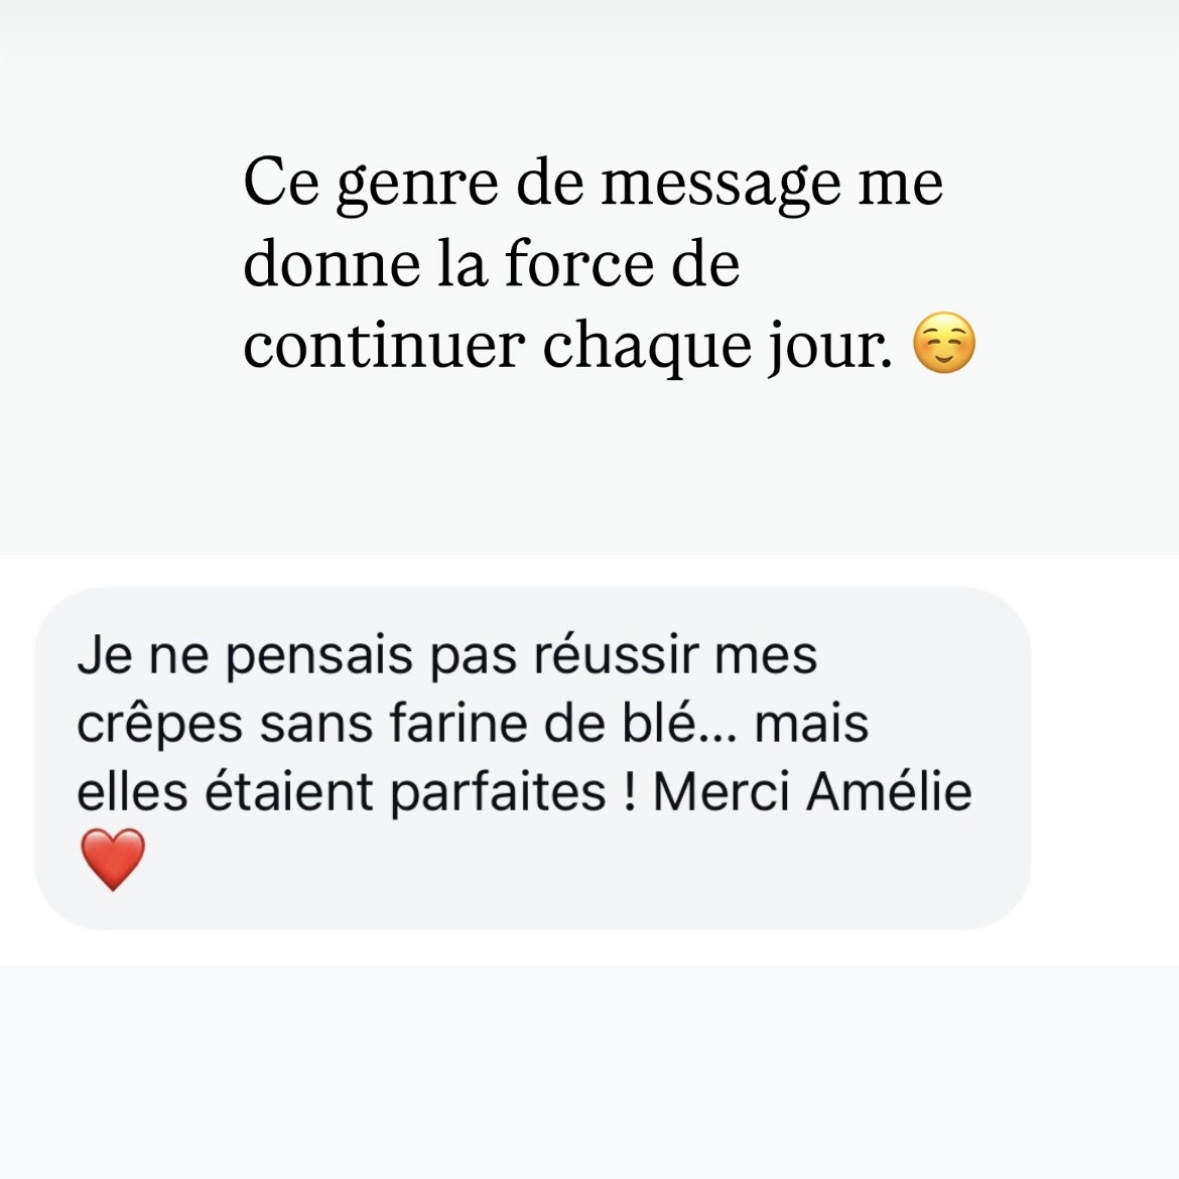 Ce genre de message me
donne la force de
continuer chaque jour. ☺️
Je ne pensais pas réussir mes
crêpes sans farine de blé... mais
elles étaient parfaites ! Merci Amélie
❤️